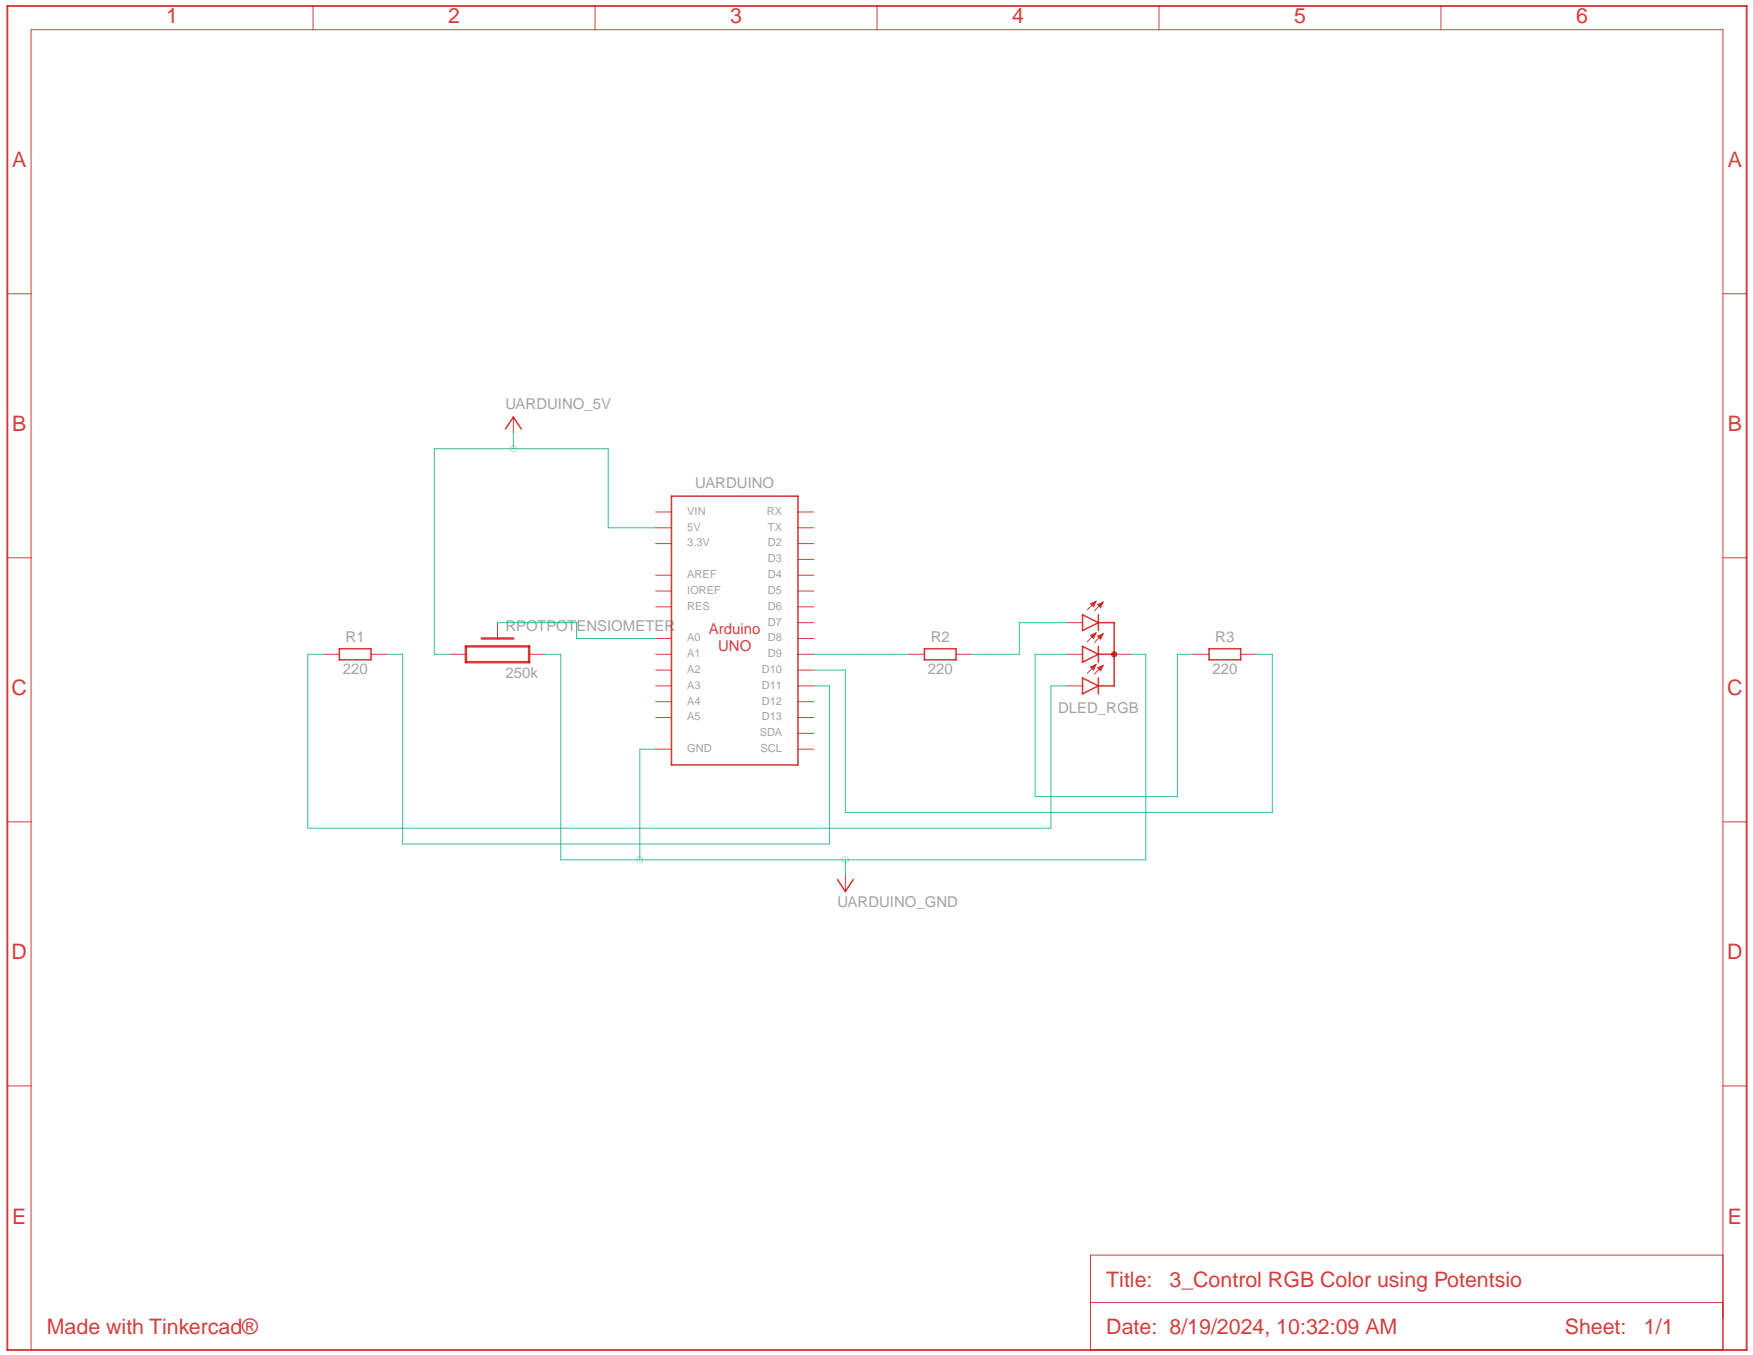 1 2 3 4 5 6
A A
B B
C C
D D
E E
UARDUINO_5V
UARDUINO
VIN RX
5V TX
3.3V D2
D3
AREF D4
IOREF D5
RES D6
D7
A0 D8
A1 D9
A2 D10
A3 D11
A4 D12
A5 D13
SDA
GND SCL
Arduino
UNO
RPOTPOTENSIOMETER
250k
R1
220
R2
220
R3
220
DLED_RGB
UARDUINO_GND
Title: 3_Control RGB Color using Potentsio
Date: 8/19/2024, 10:32:09 AM Sheet: 1/1
Made with Tinkercad®